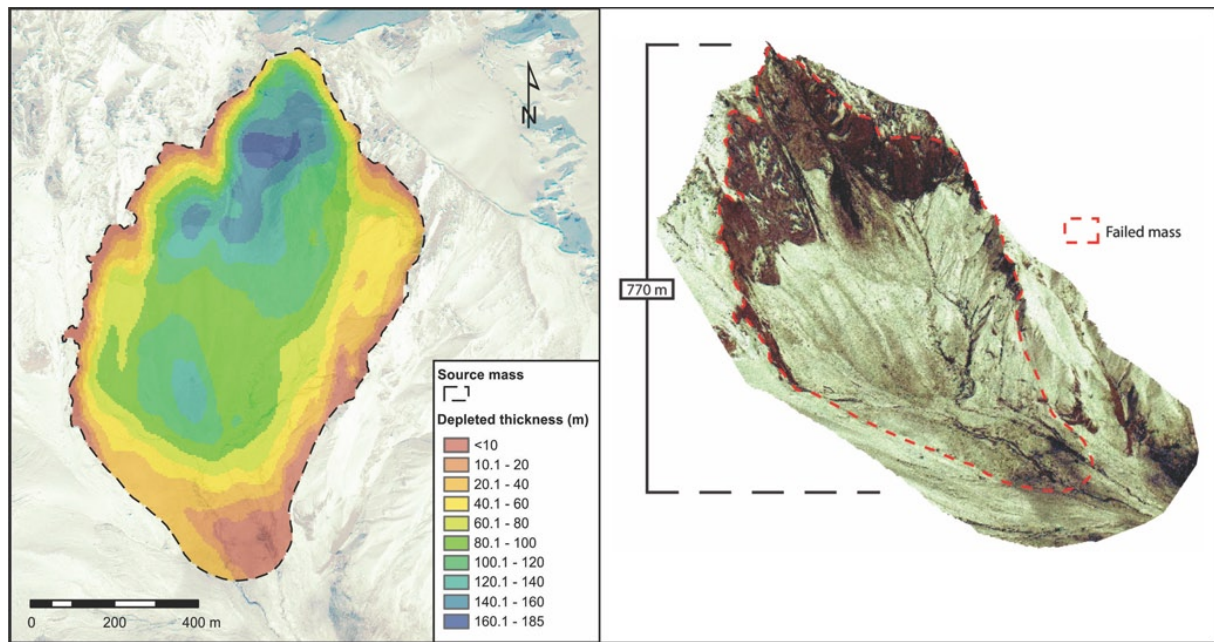 N
Source mass
Depleted thickness (m)
<10
10.1 - 20
20.1 - 40
40.1 - 60
60.1 - 80
80.1 - 100
100.1 - 120
120.1 - 140
140.1 - 160
160.1 - 185
0 200 400 m
770 m
Failed mass